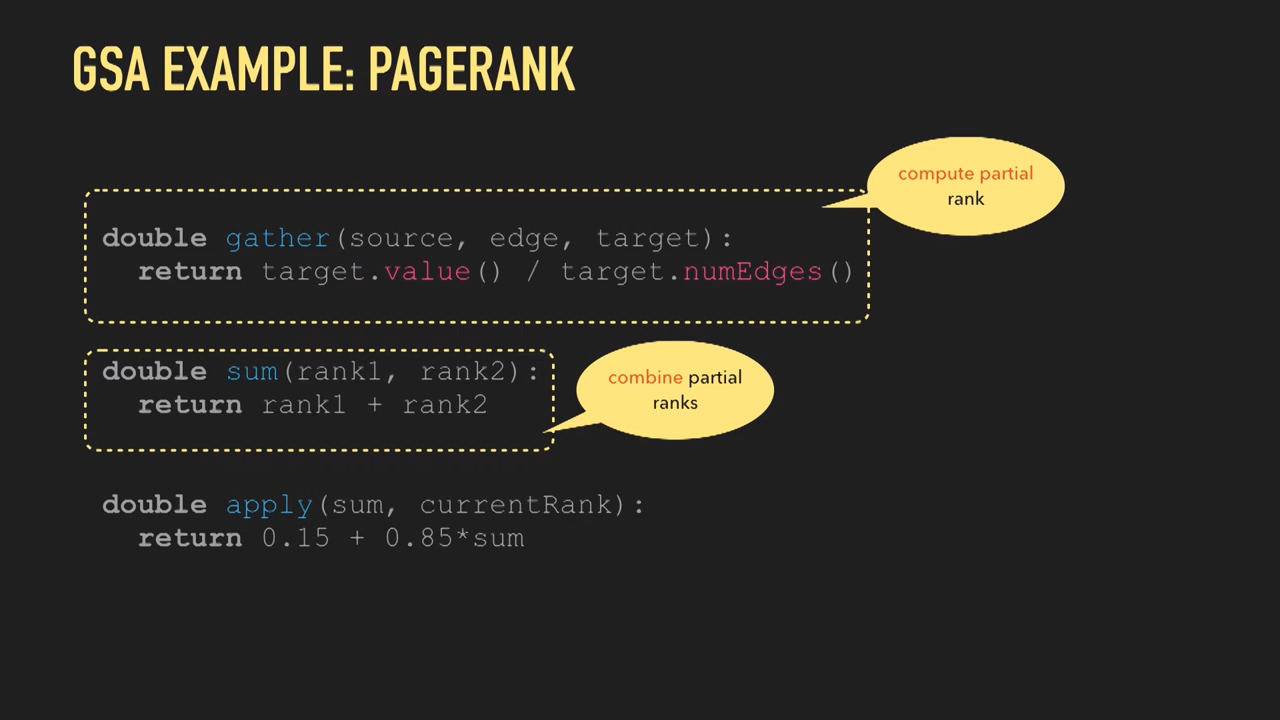 GSA EXAMPLE: PAGERANK
compute partial
rank
double gather(source, edge, target):
return target.value() / target.numEdges()
double sum(rank1, rank2):
return rank1 + rank2
combine partial
ranks
double apply(sum, currentRank):
return 0.15 + 0.85*sum